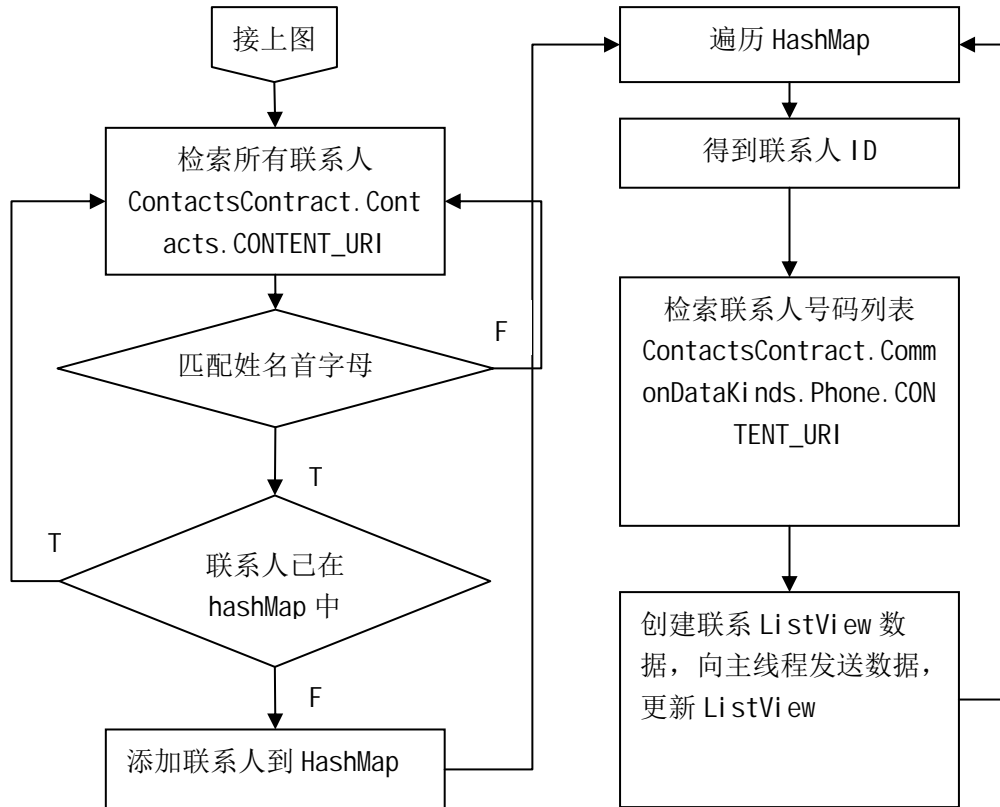 接上图
检索所有联系人
ContactsContract.Cont
acts.CONTENT_URI
F
匹配姓名首字母
T
T
联系人已在
hashMap 中
F
添加联系人到 HashMap
遍历 HashMap
得到联系人 ID
检索联系人号码列表
ContactsContract.Comm
onDataKinds.Phone.CON
TENT_URI
创建联系 ListView 数
据，向主线程发送数据，
更新 ListView